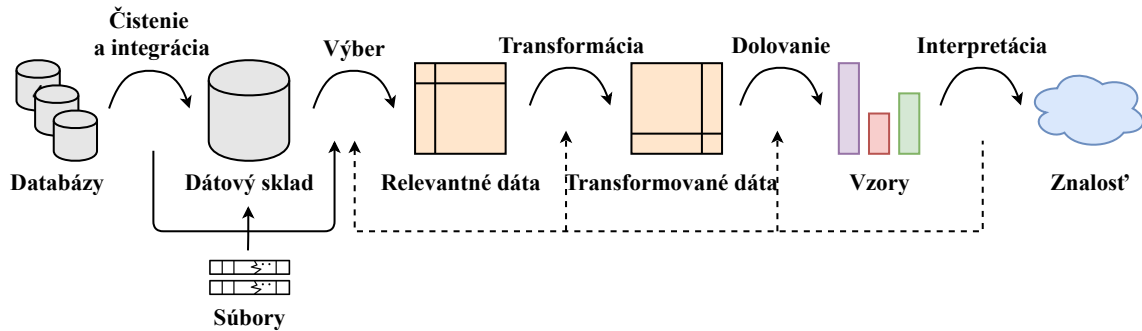 Čistenie
a integrácia
Výber
Transformácia
Dolovanie
Interpretácia
Databázy
Dátový sklad
Relevantné dáta
Transformované dáta
Vzory
Znalosť
Súbory